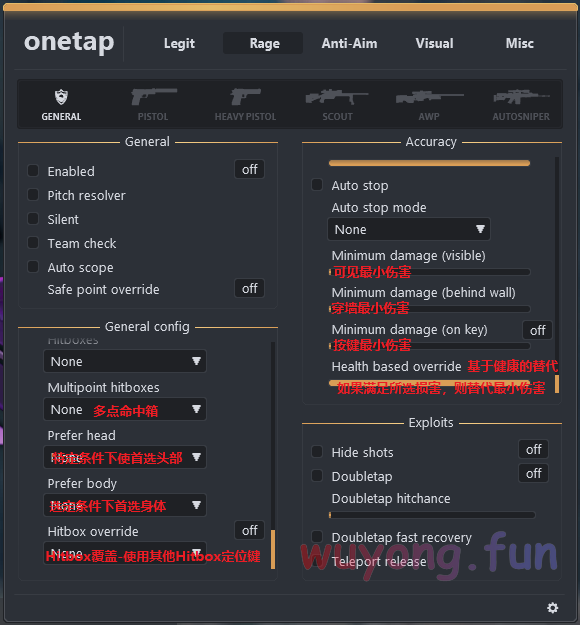 onetap
Legit
Rage
Anti-Aim
Visual
Misc
GENERAL
PISTOL
HEAVY PISTOL
SCOUT
AWP
AUTOSNIPER
General
Enabled
off
Pitch resolver
Silent
Team check
Auto scope
Safe point override
off
General config
Hitboxes
None
Multipoint hitboxes
None 多点命中箱
Prefer head
None
条件下使首选头部
Prefer body
None
条件下首选身体
Hitbox override
off
None
Hitbox覆盖-使用其他Hitbox定位键
Accuracy
Auto stop
Auto stop mode
None
Minimum damage (visible)
可见最小伤害
Minimum damage (behind wall)
穿墙最小伤害
Minimum damage (on key)
off
按键最小伤害
Health based override 基于健康的替代
如果满足所选损害，则替代最小伤害
Exploits
Hide shots
off
Doubletap
off
Doubletap hitchance
Doubletap fast recovery
Teleport release
wuyong.fun